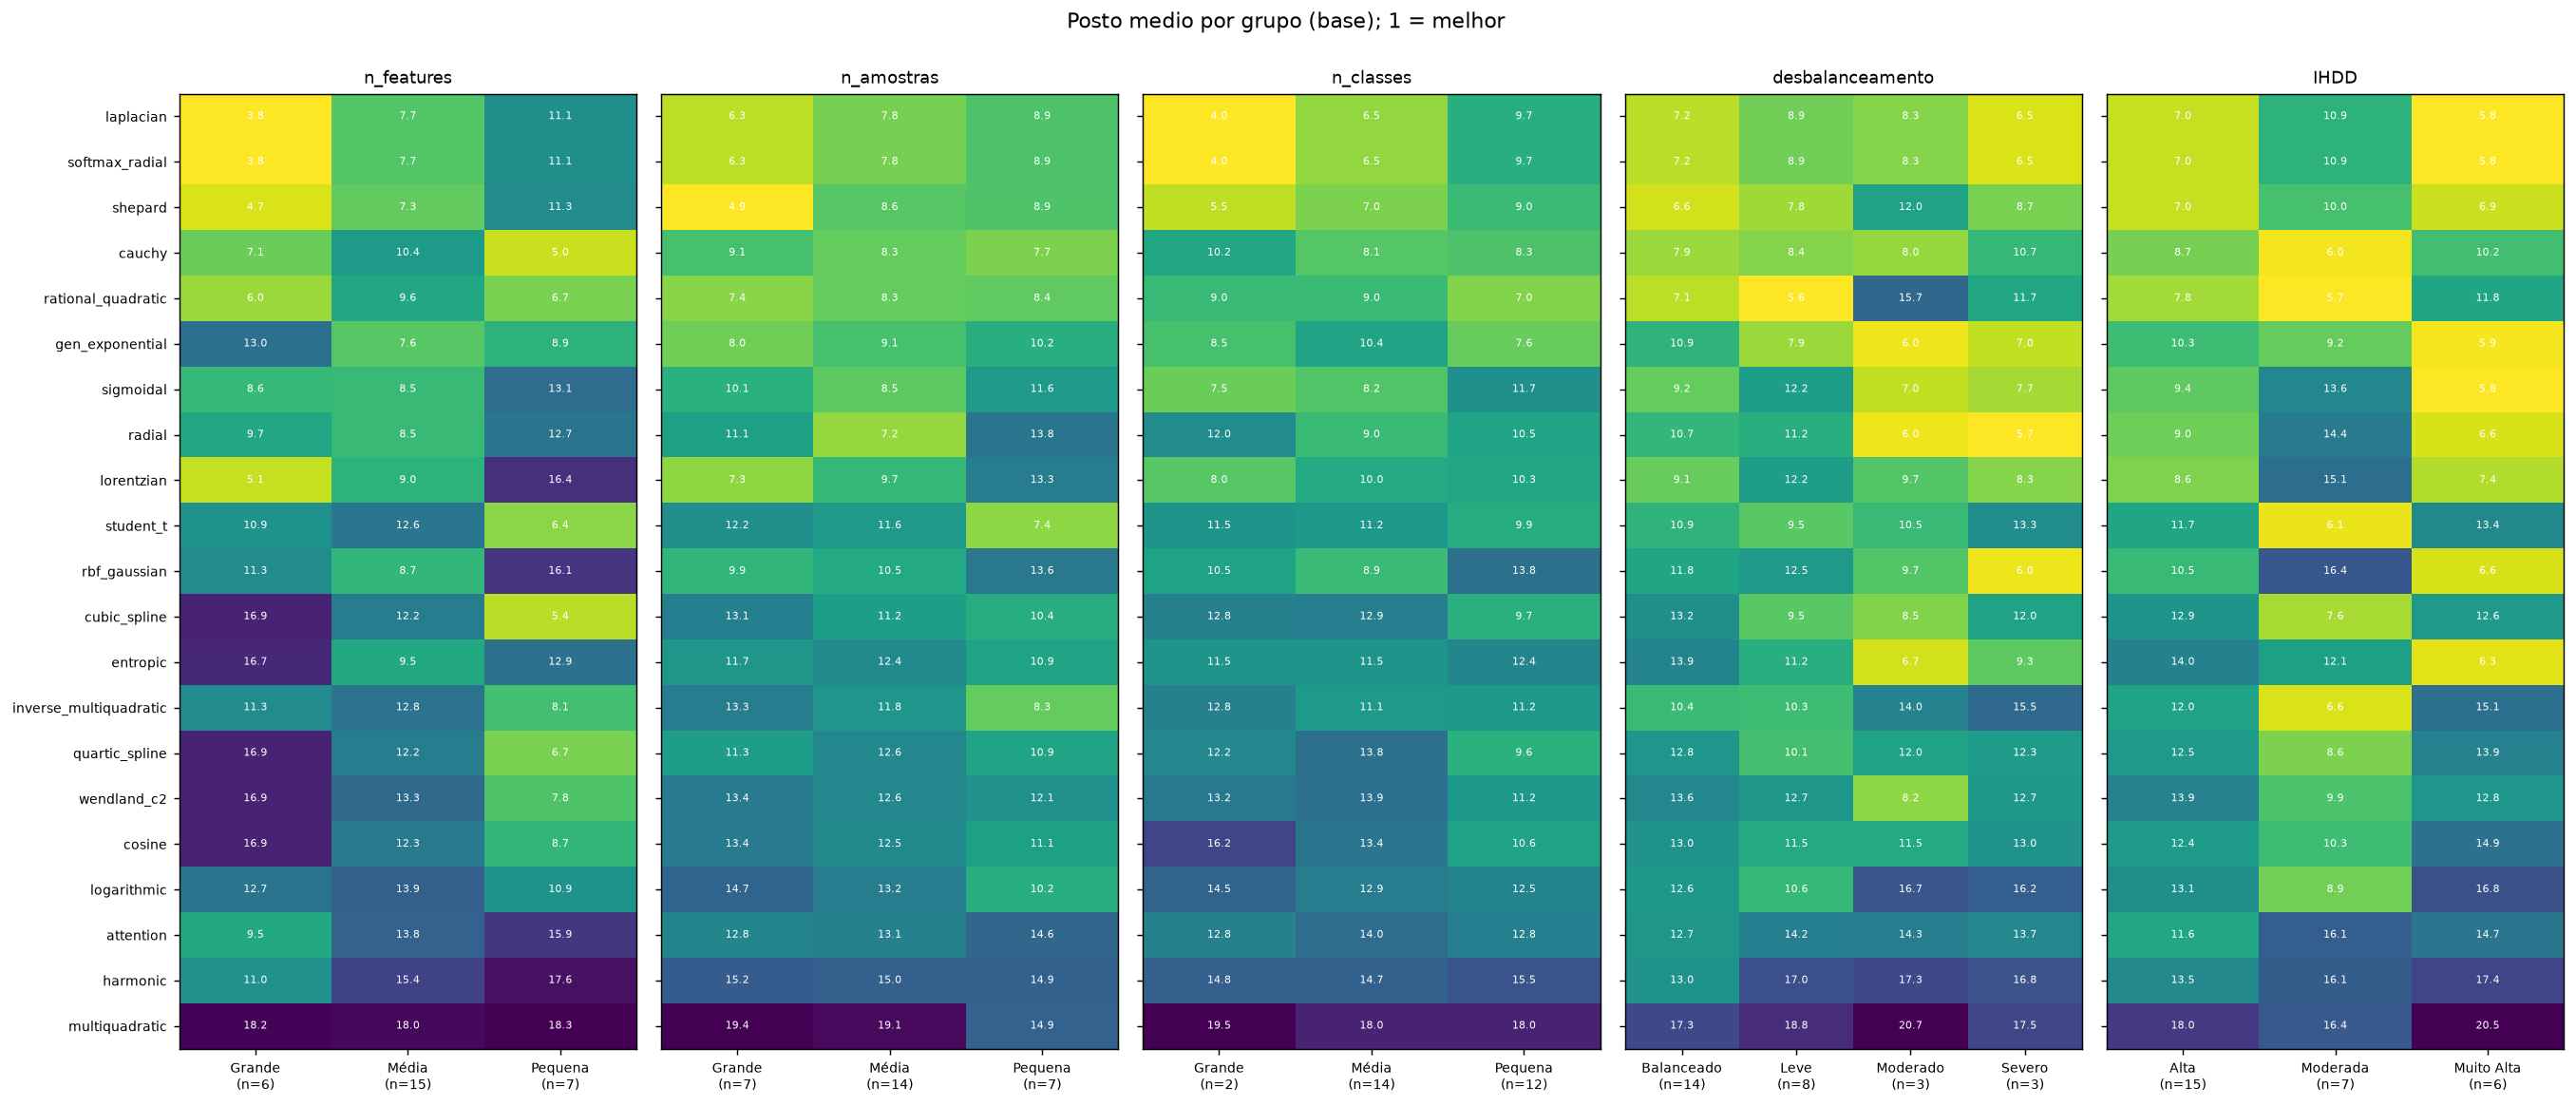 Posto medio por grupo (base); 1 = melhor
n_features n_amostras n_classes desbalanceamento IHDD
laplacian 3.8 7.7 11.1 6.3 7.8 8.9 4.0 6.5 9.7 7.2 8.9 8.3 6.5 7.0 10.9 5.8
softmax_radial 3.8 7.7 11.1 6.3 7.8 8.9 4.0 6.5 9.7 7.2 8.9 8.3 6.5 7.0 10.9 5.8
shepard 4.7 7.3 11.3 4.9 8.6 8.9 5.5 7.0 9.0 6.6 7.8 12.0 8.7 7.0 10.0 6.9
cauchy 7.1 10.4 5.0 9.1 8.3 7.7 10.2 8.1 8.3 7.9 8.4 8.0 10.7 8.7 6.0 10.2
rational_quadratic 6.0 9.6 6.7 7.4 8.3 8.4 9.0 9.0 7.0 7.1 5.6 15.7 11.7 7.8 5.7 11.8
gen_exponential 13.0 7.6 8.9 8.0 9.1 10.2 8.5 10.4 7.6 10.9 7.9 6.0 7.0 10.3 9.2 5.9
sigmoidal 8.6 8.5 13.1 10.1 8.5 11.6 7.5 8.2 11.7 9.2 12.2 7.0 7.7 9.4 13.6 5.8
radial 9.7 8.5 12.7 11.1 7.2 13.8 12.0 9.0 10.5 10.7 11.2 6.0 5.7 9.0 14.4 6.6
lorentzian 5.1 9.0 16.4 7.3 9.7 13.3 8.0 10.0 10.3 9.1 12.2 9.7 8.3 8.6 15.1 7.4
student_t 10.9 12.6 6.4 12.2 11.6 7.4 11.5 11.2 9.9 10.9 9.5 10.5 13.3 11.7 6.1 13.4
rbf_gaussian 11.3 8.7 16.1 9.9 10.5 13.6 10.5 8.9 13.8 11.8 12.5 9.7 6.0 10.5 16.4 6.6
cubic_spline 16.9 12.2 5.4 13.1 11.2 10.4 12.8 12.9 9.7 13.2 9.5 8.5 12.0 12.9 7.6 12.6
entropic 16.7 9.5 12.9 11.7 12.4 10.9 11.5 11.5 12.4 13.9 11.2 6.7 9.3 14.0 12.1 6.3
inverse_multiquadratic 11.3 12.8 8.1 13.3 11.8 8.3 12.8 11.1 11.2 10.4 10.3 14.0 15.5 12.0 6.6 15.1
quartic_spline 16.9 12.2 6.7 11.3 12.6 10.9 12.2 13.8 9.6 12.8 10.1 12.0 12.3 12.5 8.6 13.9
wendland_c2 16.9 13.3 7.8 13.4 12.6 12.1 13.2 13.9 11.2 13.6 12.7 8.2 12.7 13.9 9.9 12.8
cosine 16.9 12.3 8.7 13.4 12.5 11.1 16.2 13.4 10.6 13.0 11.5 11.5 13.0 12.4 10.3 14.9
logarithmic 12.7 13.9 10.9 14.7 13.2 10.2 14.5 12.9 12.5 12.6 10.6 16.7 16.2 13.1 8.9 16.8
attention 9.5 13.8 15.9 12.8 13.1 14.6 12.8 14.0 12.8 12.7 14.2 14.3 13.7 11.6 16.1 14.7
harmonic 11.0 15.4 17.6 15.2 15.0 14.9 14.8 14.7 15.5 13.0 17.0 17.3 16.8 13.5 16.1 17.4
multiquadratic 18.2 18.0 18.3 19.4 19.1 14.9 19.5 18.0 18.0 17.3 18.8 20.7 17.5 18.0 16.4 20.5
Grande Média Pequena Grande Média Pequena Grande Média Pequena Balanceado Leve Moderado Severo Alta Moderada Muito Alta
(n=6) (n=15) (n=7) (n=7) (n=14) (n=7) (n=2) (n=14) (n=12) (n=14) (n=8) (n=3) (n=3) (n=15) (n=7) (n=6)